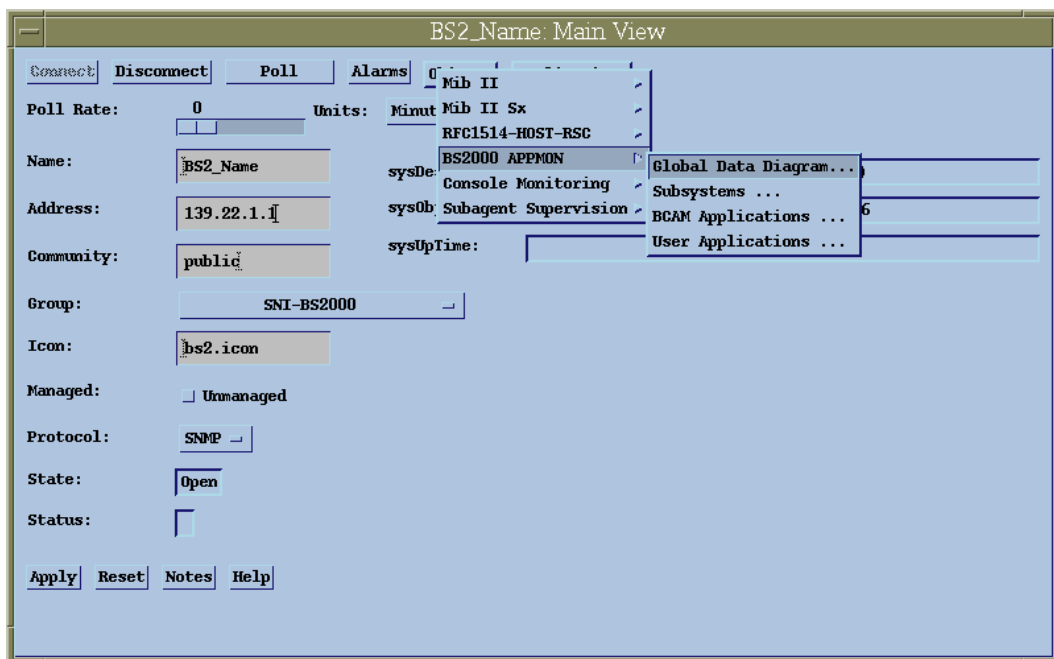 BS2_Name: Main View
Connect Disconnect Poll Alarms
Poll Rate: 0 Units:
Mib II
Mib II Sx
RFC1514-HOST-RSC
BS2000 APPMON
Console Monitoring
Subagent Supervision
Global Data Diagram...
Subsystems ...
BCAM Applications ...
User Applications ...
Name: BS2_Name
Address: 139.22.1.1
6
sysUpTime:
Community: public
Group: SNI-BS2000
Icon: bs2.icon
Managed: Unmanaged
Protocol: SNMP
State: Open
Status:
Apply Reset Notes Help